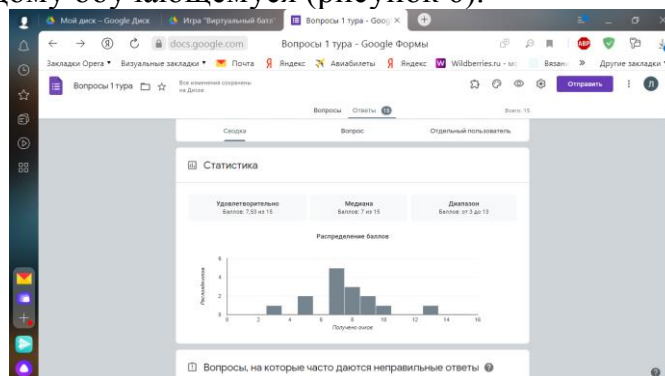 дому обучающемуся (рисунок 6).
Мой диск – Google Диск
Игра "Виртуальный батл"
Вопросы 1 тура - Goog
docs.google.com
Вопросы 1 тура - Google Формы
Закладки Opera
Визуальные закладки
Почта
Яндекс
Авиабилеты
Яндекс
Wildberries.ru - мо
Вязан
»
Другие закладки
Вопросы 1 тура
Все изменения сохранены на Диске
Отправить
Л
Вопросы
Ответы 15
Всего: 15
Сводка
Вопрос
Отдельный пользователь
Статистика
Удовлетворительно
Баллов: 7,53 из 15
Медиана
Баллов: 7 из 15
Диапазон
Баллов: от 3 до 13
Распределение баллов
6
4
2
0
0 2 4 6 8 10 12 14 16
Получено очков
Вопросы, на которые часто даются неправильные ответы